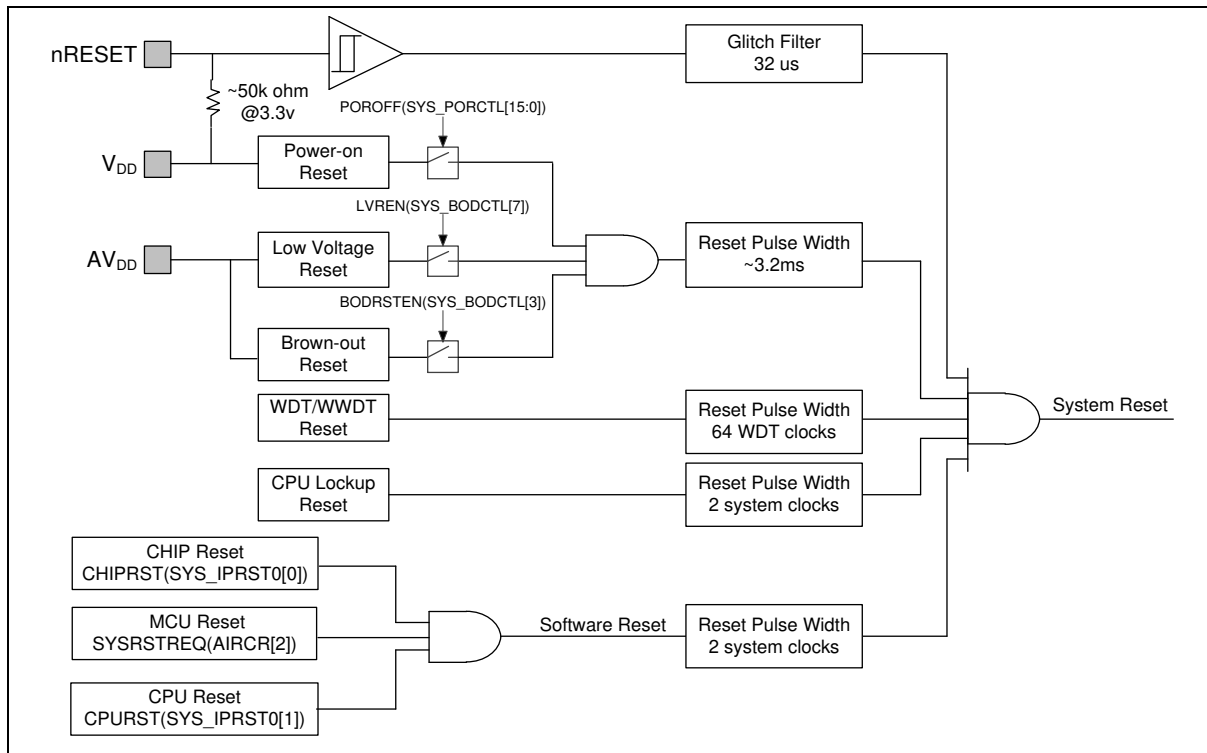 nRESET
Glitch Filter
32 us
~50k ohm
@3.3v
POROFF(SYS_PORCTL[15:0])
VDD
Power-on
Reset
LVREN(SYS_BODCTL[7])
AVDD
Low Voltage
Reset
Reset Pulse Width
~3.2ms
BODRSTEN(SYS_BODCTL[3])
Brown-out
Reset
WDT/WWDT
Reset
Reset Pulse Width
64 WDT clocks
System Reset
CPU Lockup
Reset
Reset Pulse Width
2 system clocks
CHIP Reset
CHIPRST(SYS_IPRST0[0])
MCU Reset
SYSRSTREQ(AIRCR[2])
Software Reset
Reset Pulse Width
2 system clocks
CPU Reset
CPURST(SYS_IPRST0[1])